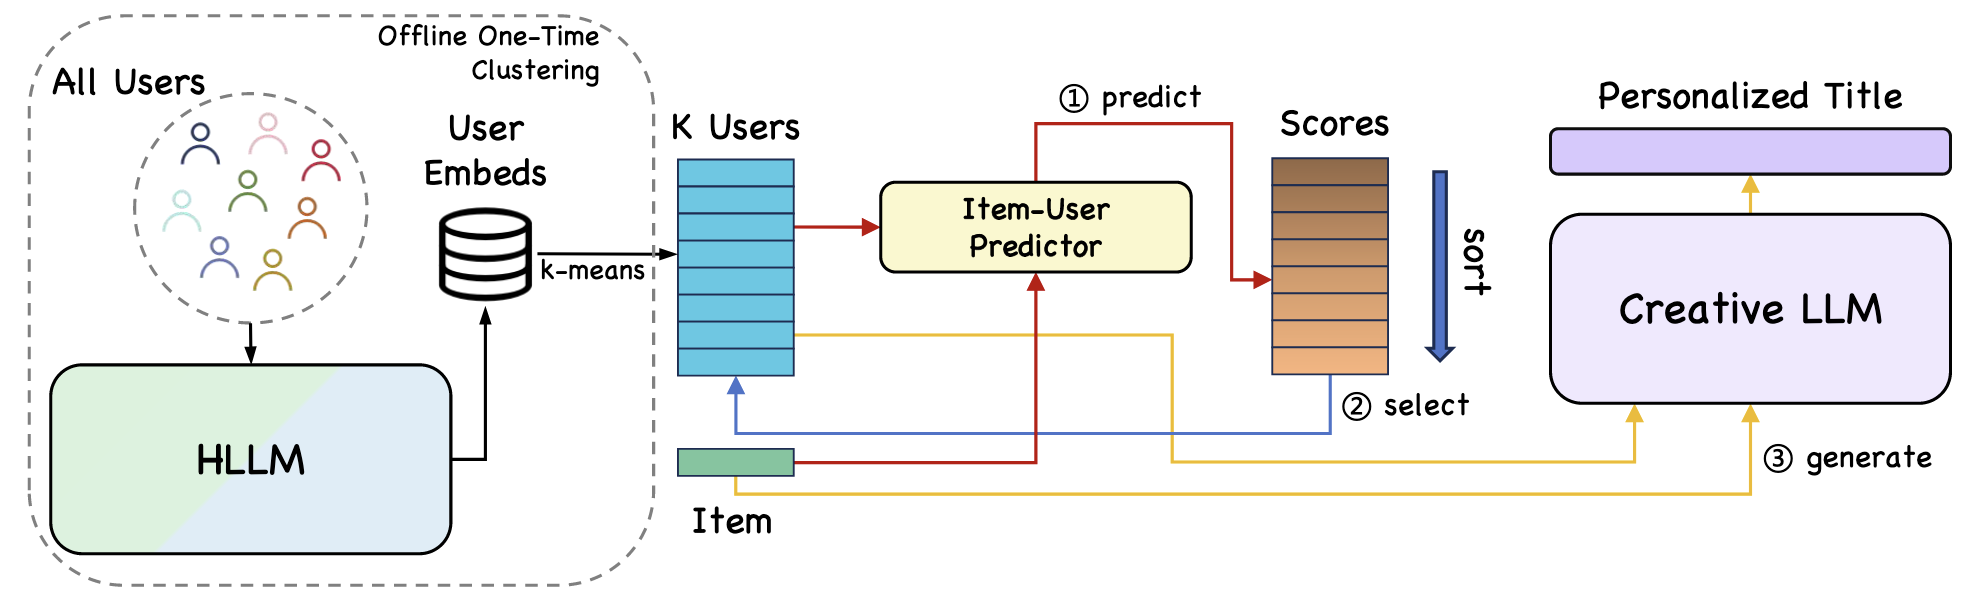 Offline One-Time
Clustering
All Users
User
Embeds
k-means
HLLM
K Users
Item
① predict
Item-User
Predictor
Scores
sort
② select
Personalized Title
Creative LLM
③ generate